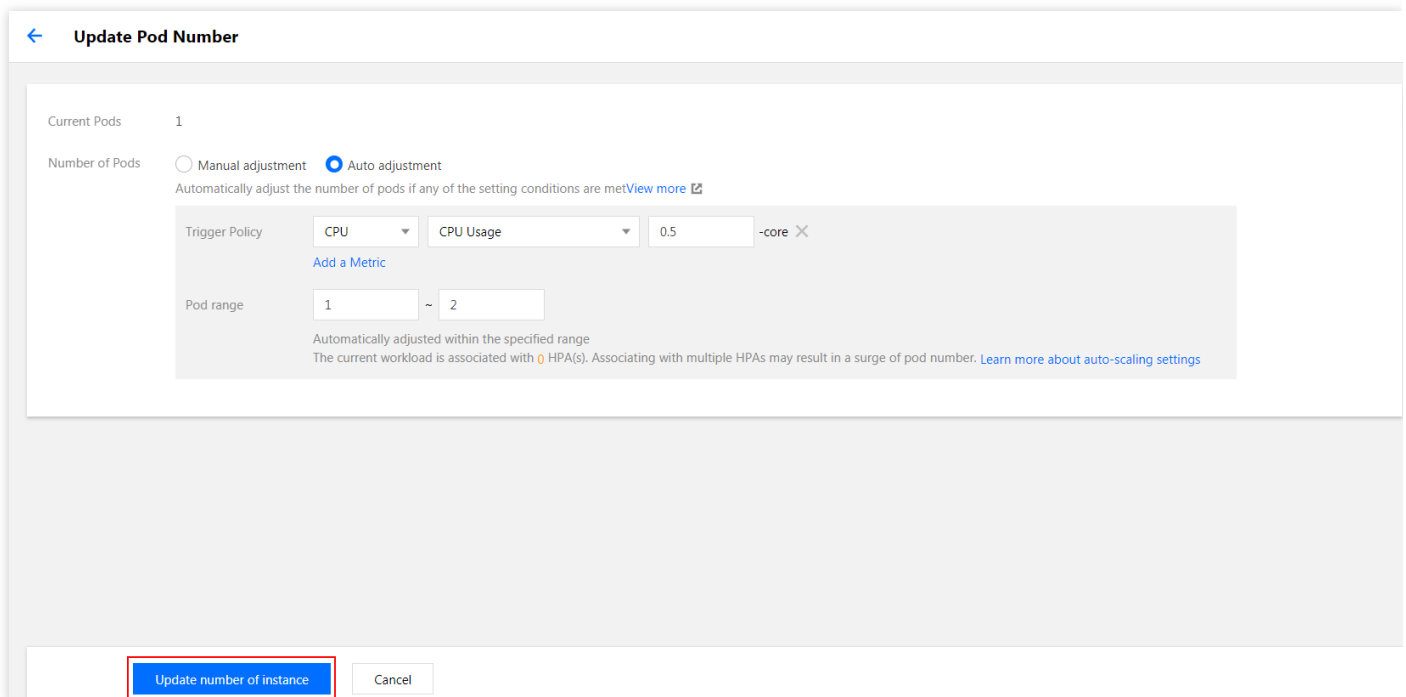 Update Pod Number
Current Pods 1
Number of Pods Manual adjustment Auto adjustment
Automatically adjust the number of pods if any of the setting conditions are metView more
Trigger Policy CPU CPU Usage 0.5 -core
Add a Metric
Pod range 1 ~ 2
Automatically adjusted within the specified range
The current workload is associated with 0 HPA(s). Associating with multiple HPAs may result in a surge of pod number. Learn more about auto-scaling settings
Update number of instance Cancel